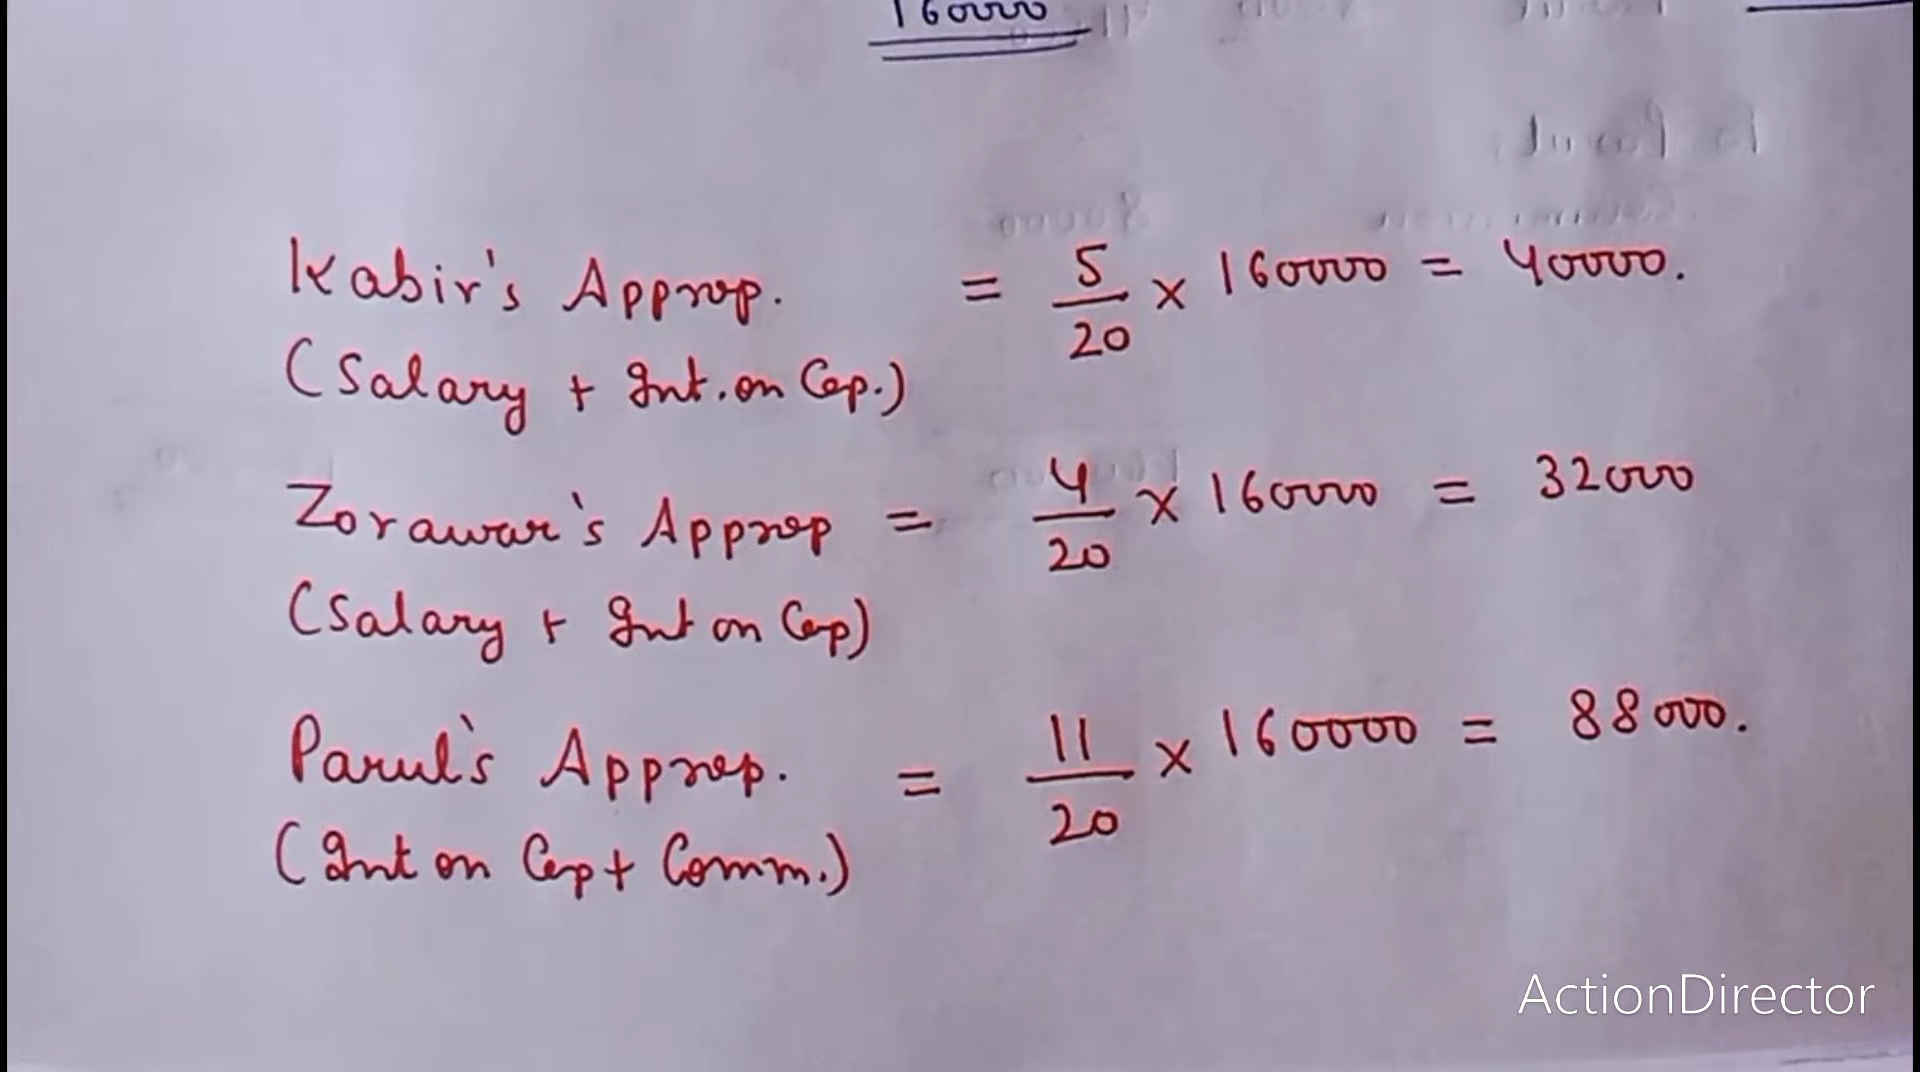 160000
Kabir's Approp. = 5/20 × 160000 = 40000.
(Salary + Int. on Cap.)
Zorawar's Approp = 4/20 × 160000 = 32000
(Salary + Int on Cap)
Parul's Approp. = 11/20 × 160000 = 88000.
(Int on Cap + Comm.)
ActionDirector